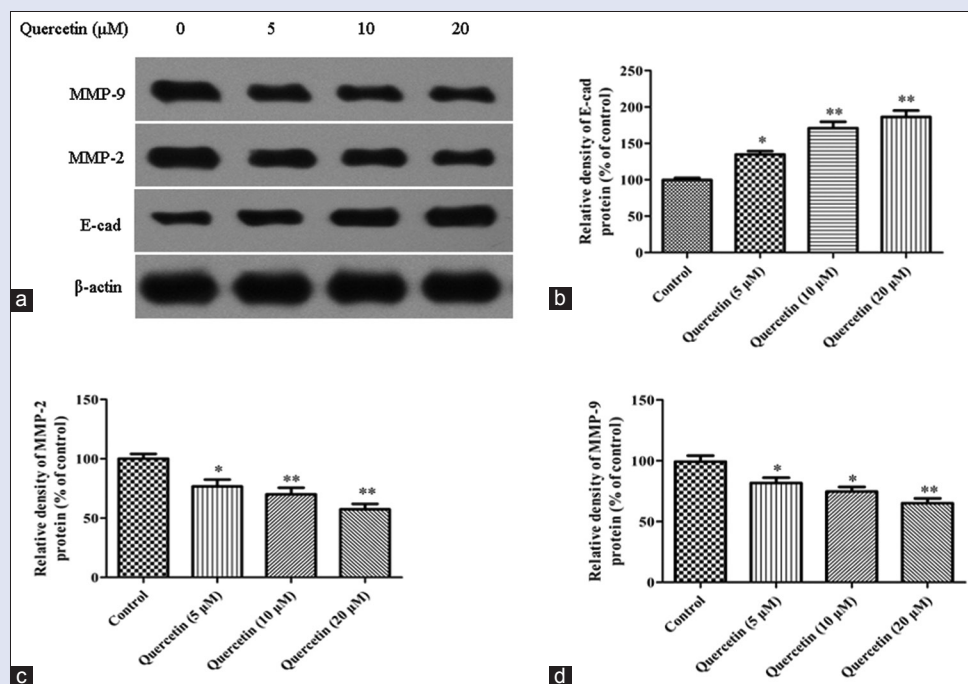 Quercetin (µM) 0 5 10 20
MMP-9
MMP-2
E-cad
β-actin
a
Relative density of E-cad
protein (% of control)
250
200
150
100
50
0
*
**
**
Control
Quercetin (5 µM)
Quercetin (10 µM)
Quercetin (20 µM)
b
Relative density of MMP-2
protein (% of control)
150
100
50
0
*
**
**
Control
Quercetin (5 µM)
Quercetin (10 µM)
Quercetin (20 µM)
c
Relative density of MMP-9
protein (% of control)
150
100
50
0
*
*
**
Control
Quercetin (5 µM)
Quercetin (10 µM)
Quercetin (20 µM)
d